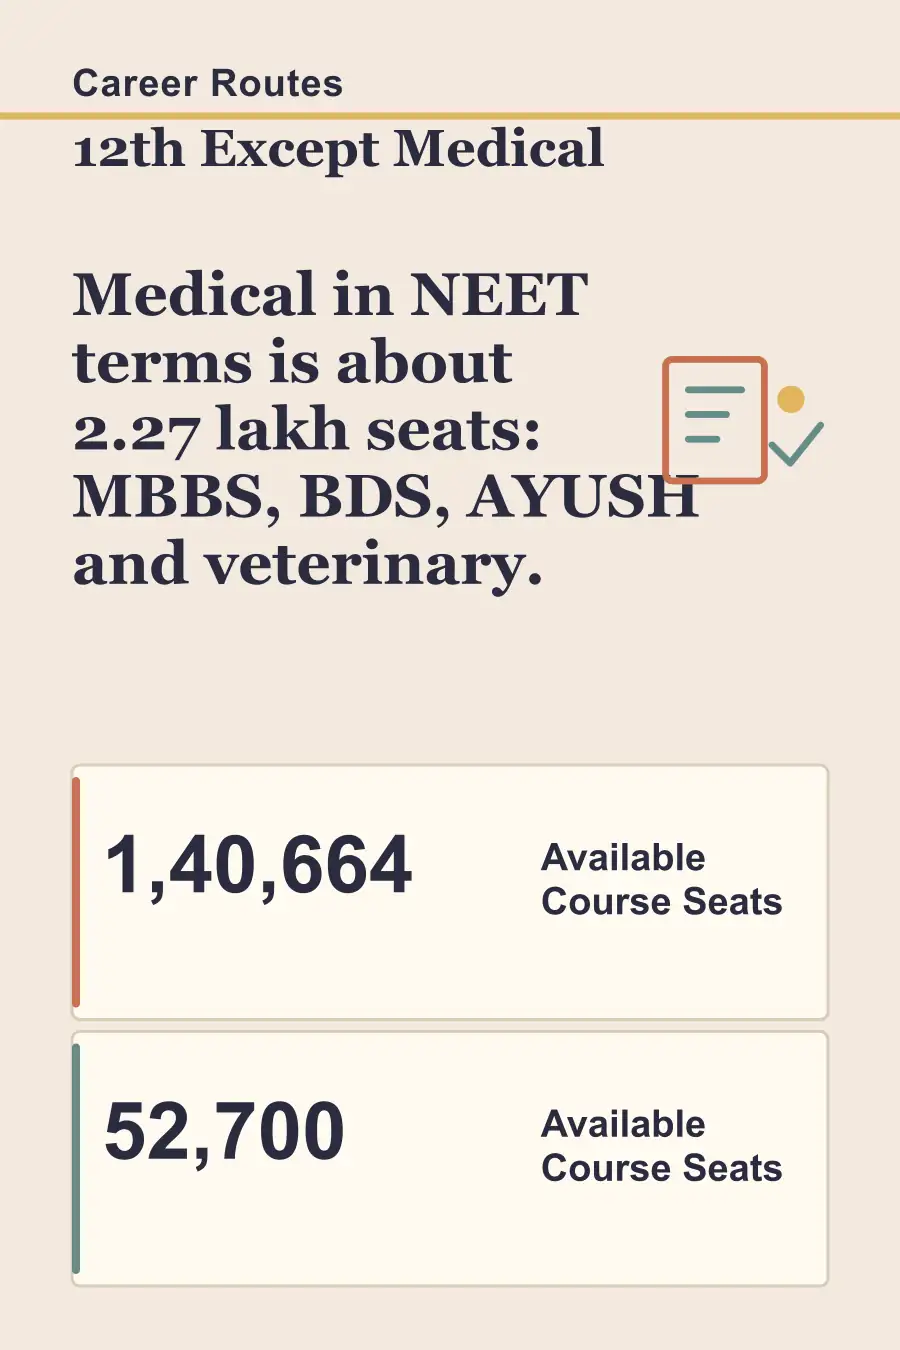 Career Routes
12th Except Medical
Medical in NEET
terms is about
2.27 lakh seats:
MBBS, BDS, AYUSH
and veterinary.
1,40,664
Available
Course Seats
52,700
Available
Course Seats